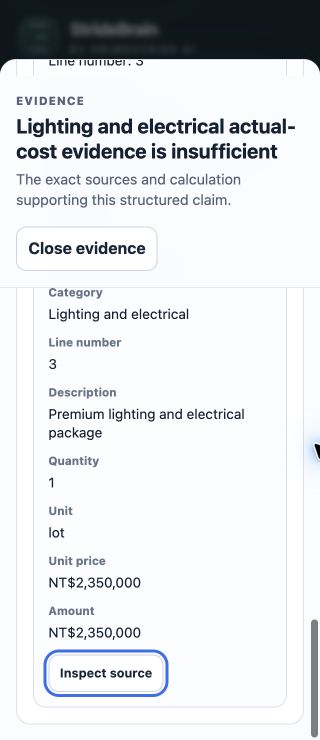 StrideBrain
Line number: 3
EVIDENCE
Lighting and electrical actual-
cost evidence is insufficient
The exact sources and calculation
supporting this structured claim.
Close evidence
Category
Lighting and electrical
Line number
3
Description
Premium lighting and electrical
package
Quantity
1
Unit
lot
Unit price
NT$2,350,000
Amount
NT$2,350,000
Inspect source